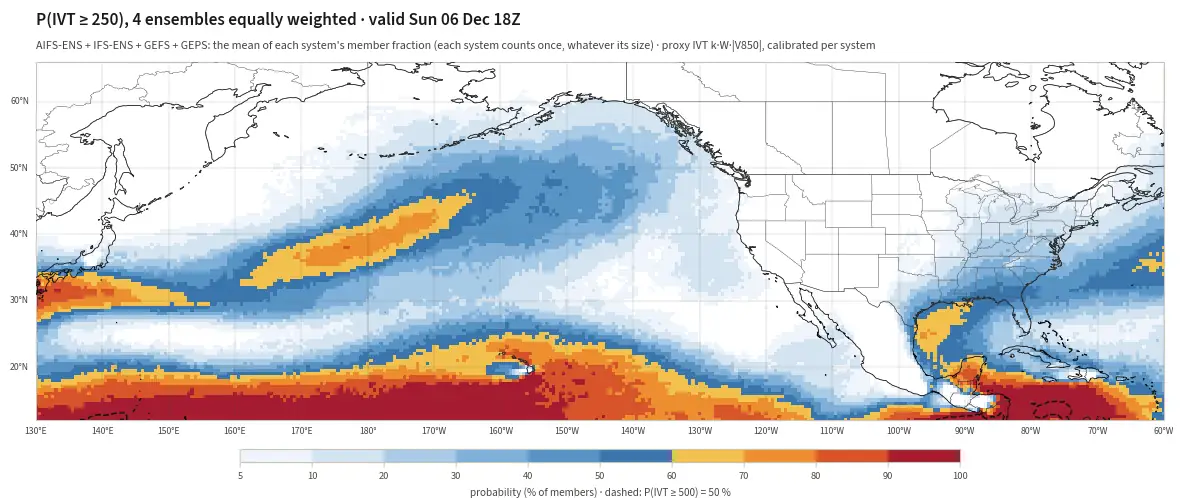 P(IVT ≥ 250), 4 ensembles equally weighted · valid Sun 06 Dec 18Z
AIFS-ENS + IFS-ENS + GEFS + GEPS: the mean of each system's member fraction (each system counts once, whatever its size) · proxy IVT k·W·|V850|, calibrated per system
60°N
50°N
40°N
30°N
20°N
130°E 140°E 150°E 160°E 170°E 180° 170°W 160°W 150°W 140°W 130°W 120°W 110°W 100°W 90°W 80°W 70°W 60°W
5 10 20 30 40 50 60 70 80 90 100
probability (% of members) · dashed: P(IVT ≥ 500) = 50 %